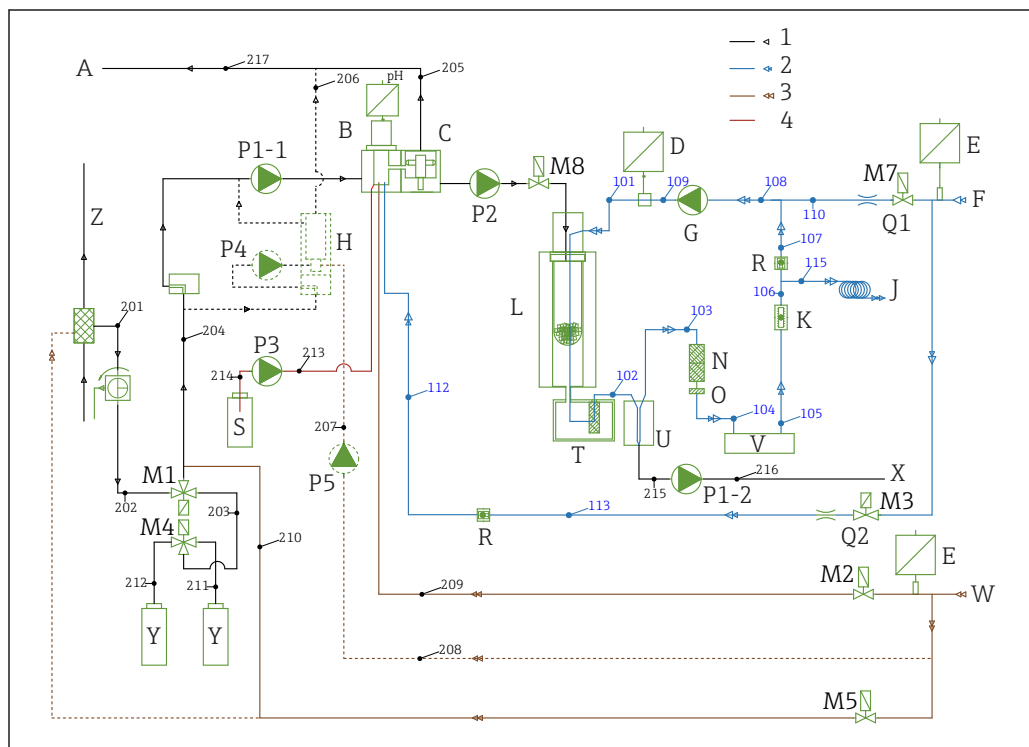 1
2
3
4
A
217
206
205
pH
B
C
P1-1
P2
M8
D
E
M7
F
Q1
101
109
108
110
G
107
R
115
106
J
K
Z
H
P4
L
201
204
P3
213
214
S
103
N
O
102
104
105
V
U
T
112
207
P5
M1
202
203
M4
210
215
P1-2
216
X
R
113
Q2
M3
E
212
211
Y
Y
209
M2
W
208
M5